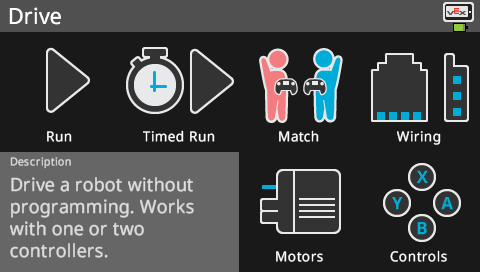 Drive
VEX
Run
Timed Run
Match
Wiring
Description
Drive a robot without
programming. Works
with one or two
controllers.
Motors
X
Y
A
B
Controls